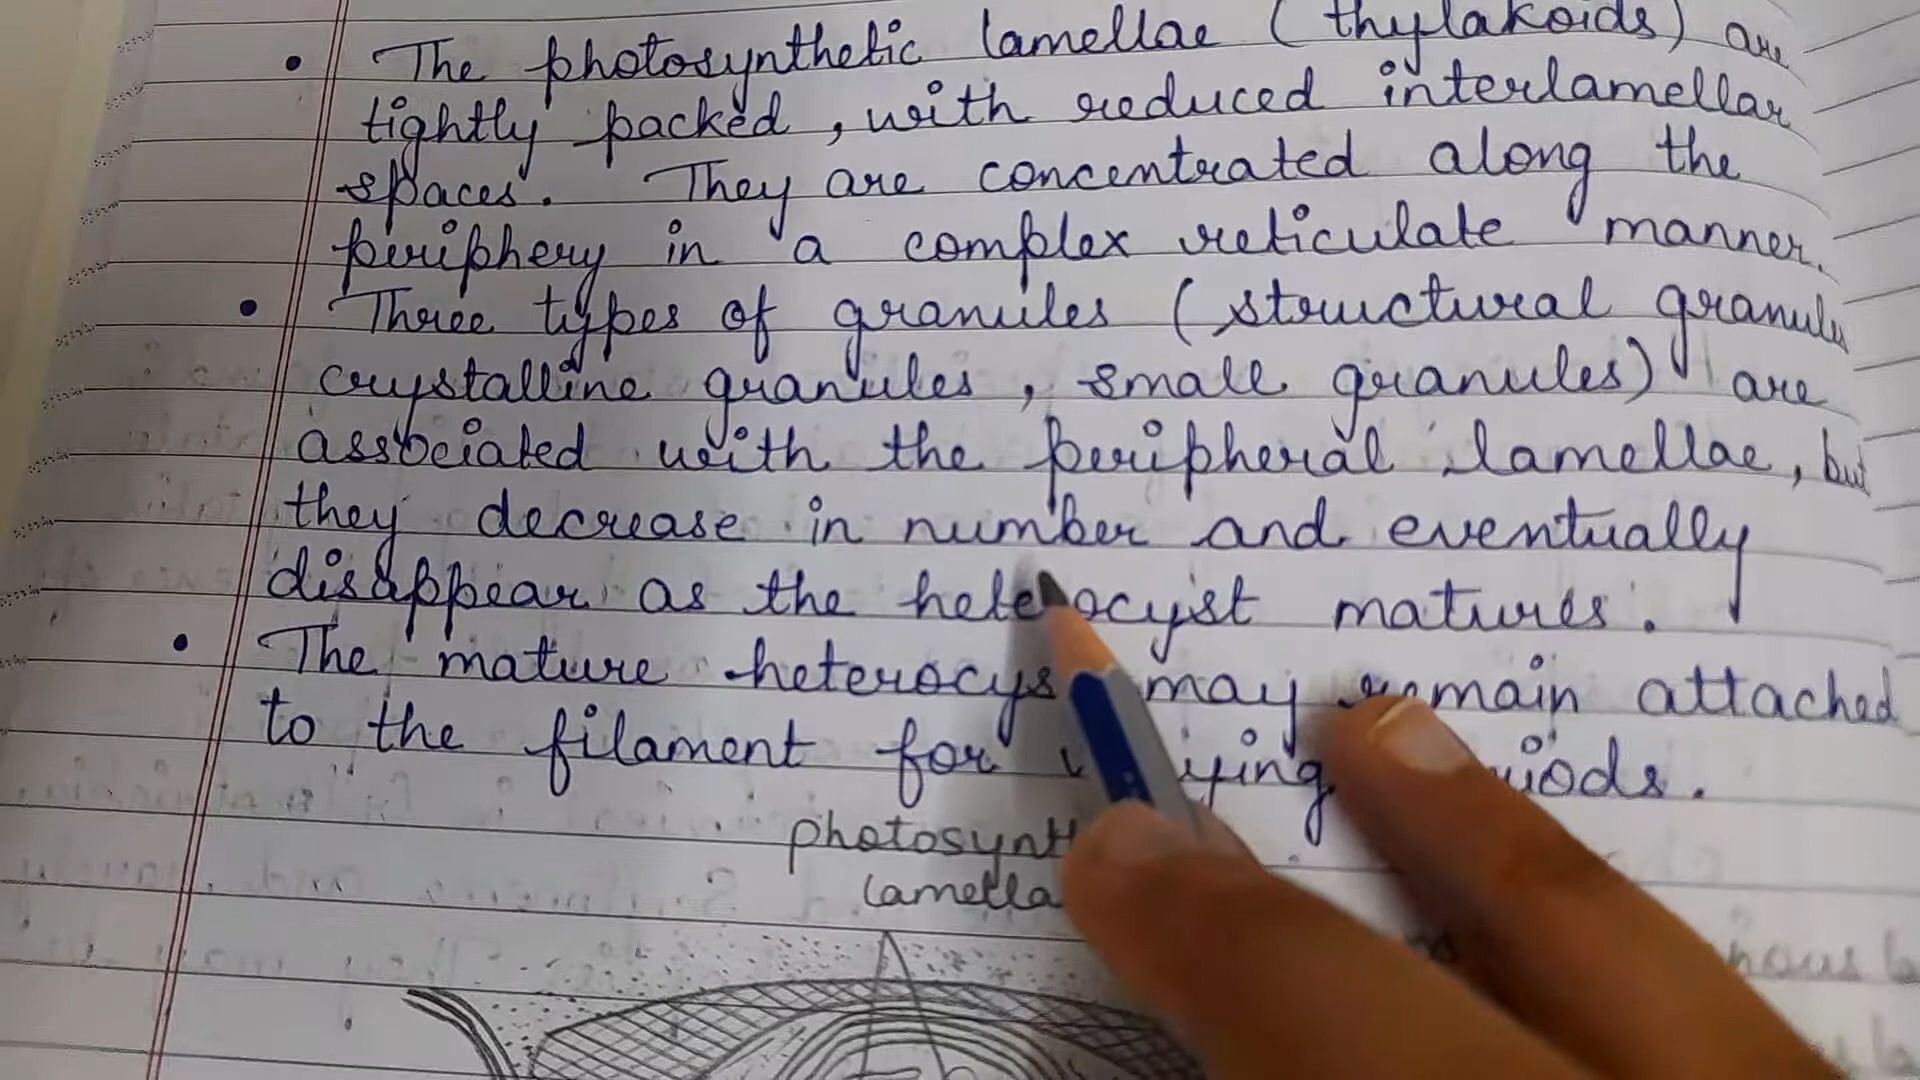 • The photosynthetic lamellae (thylakoids) are
tightly packed, with reduced interlamellar
spaces. They are concentrated along the
periphery in a complex reticulate manner.
• Three types of granules (structural granules
crystalline granules, small granules) are
associated with the peripheral lamellae, but
they decrease in number and eventually
disappear as the heterocyst matures.
• The mature heterocys may remain attached
to the filament for
photosynt
lamella